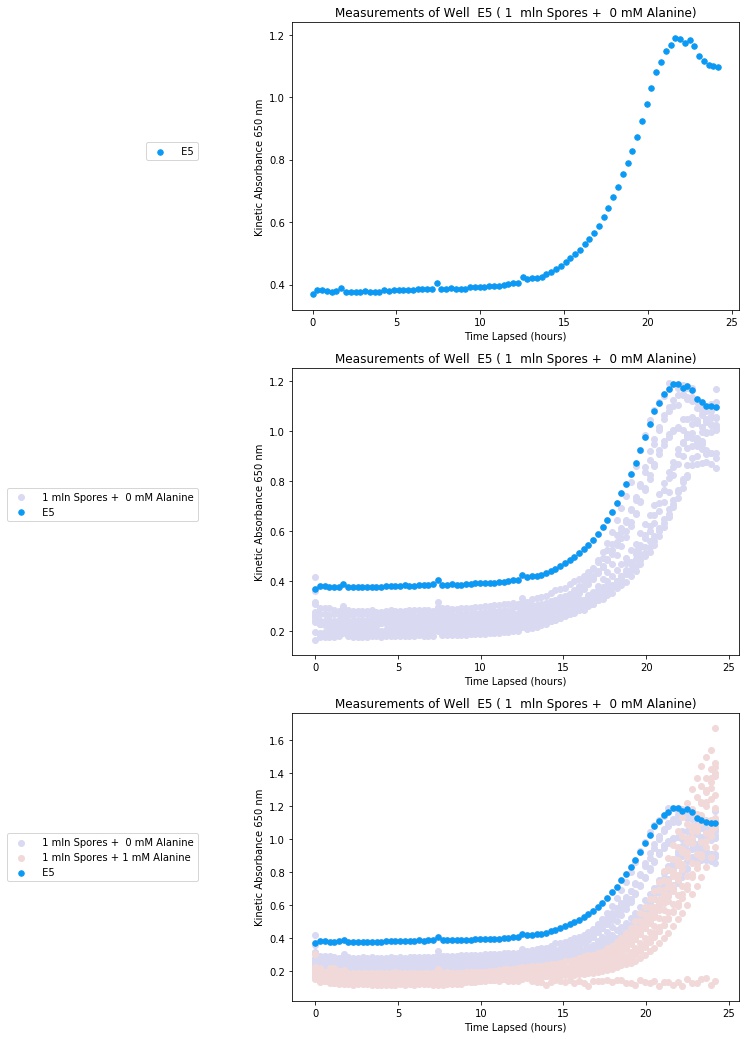 Measurements of Well  E5 ( 1  mln Spores +  0 mM Alanine)
1.2
1.0
0.8
0.6
0.4
Kinetic Absorbance 650 nm
E5
0
5
10
15
20
25
Time Lapsed (hours)
Measurements of Well  E5 ( 1  mln Spores +  0 mM Alanine)
1.2
1.0
0.8
0.6
0.4
0.2
Kinetic Absorbance 650 nm
1 mln Spores +  0 mM Alanine
E5
0
5
10
15
20
25
Time Lapsed (hours)
Measurements of Well  E5 ( 1  mln Spores +  0 mM Alanine)
1.6
1.4
1.2
1.0
0.8
0.6
0.4
0.2
Kinetic Absorbance 650 nm
1 mln Spores +  0 mM Alanine
1 mln Spores + 1 mM Alanine
E5
0
5
10
15
20
25
Time Lapsed (hours)